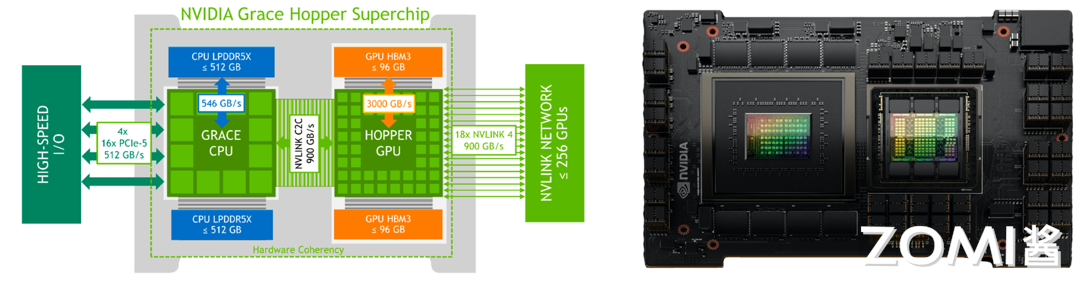 NVIDIA Grace Hopper Superchip
HIGH-SPEED
I/O
4x
16x PCIe-5
512 GB/s
CPU LPDDR5X
≤ 512 GB
546 GB/s
GRACE
CPU
CPU LPDDR5X
≤ 512 GB
NVLINK C2C
900 GB/s
GPU HBM3
≤ 96 GB
3000 GB/s
HOPPER
GPU
GPU HBM3
≤ 96 GB
Hardware Coherency
18x NVLINK 4
900 GB/s
NVLINK NETWORK
≤ 256 GPUs
NVIDIA
ZOMI酱